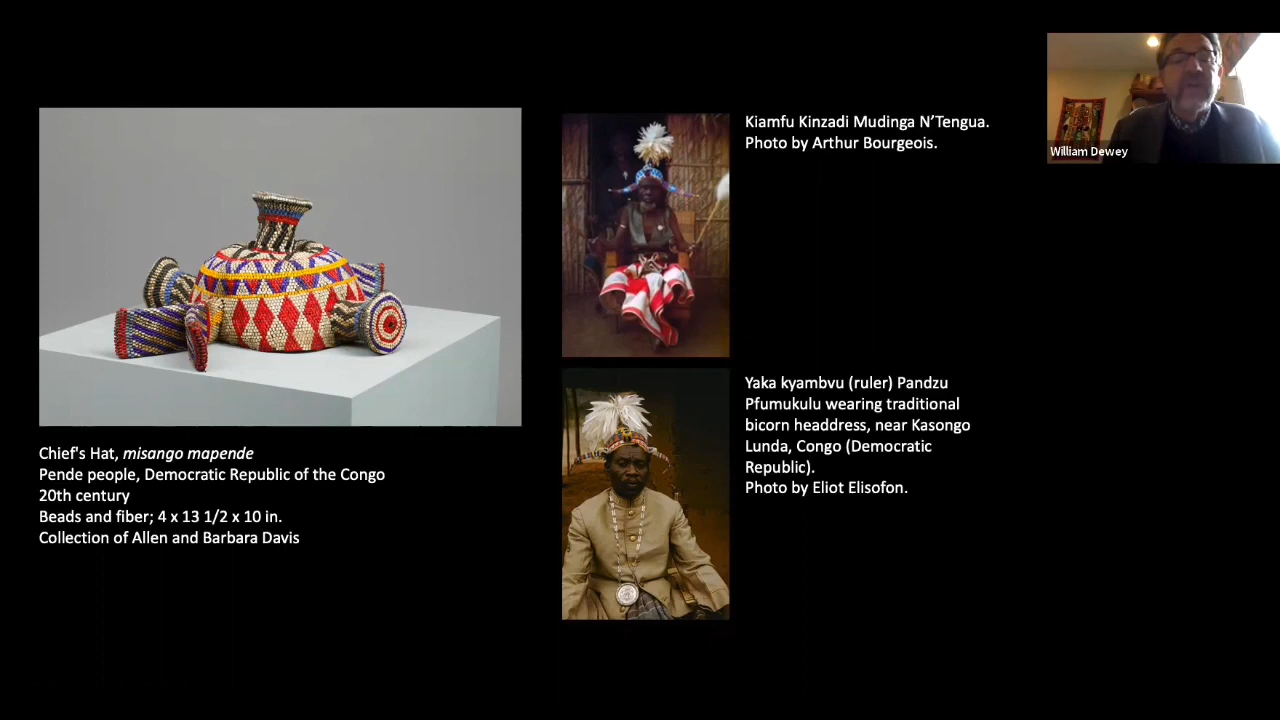 Kiamfu Kinzadi Mudinga N’Tengua.
Photo by Arthur Bourgeois.
William Dewey
Yaka kyambvu (ruler) Pandzu
Pfumukulu wearing traditional
bicorn headdress, near Kasongo
Lunda, Congo (Democratic
Republic).
Photo by Eliot Elisofon.
Chief's Hat, misango mapende
Pende people, Democratic Republic of the Congo
20th century
Beads and fiber; 4 x 13 1/2 x 10 in.
Collection of Allen and Barbara Davis